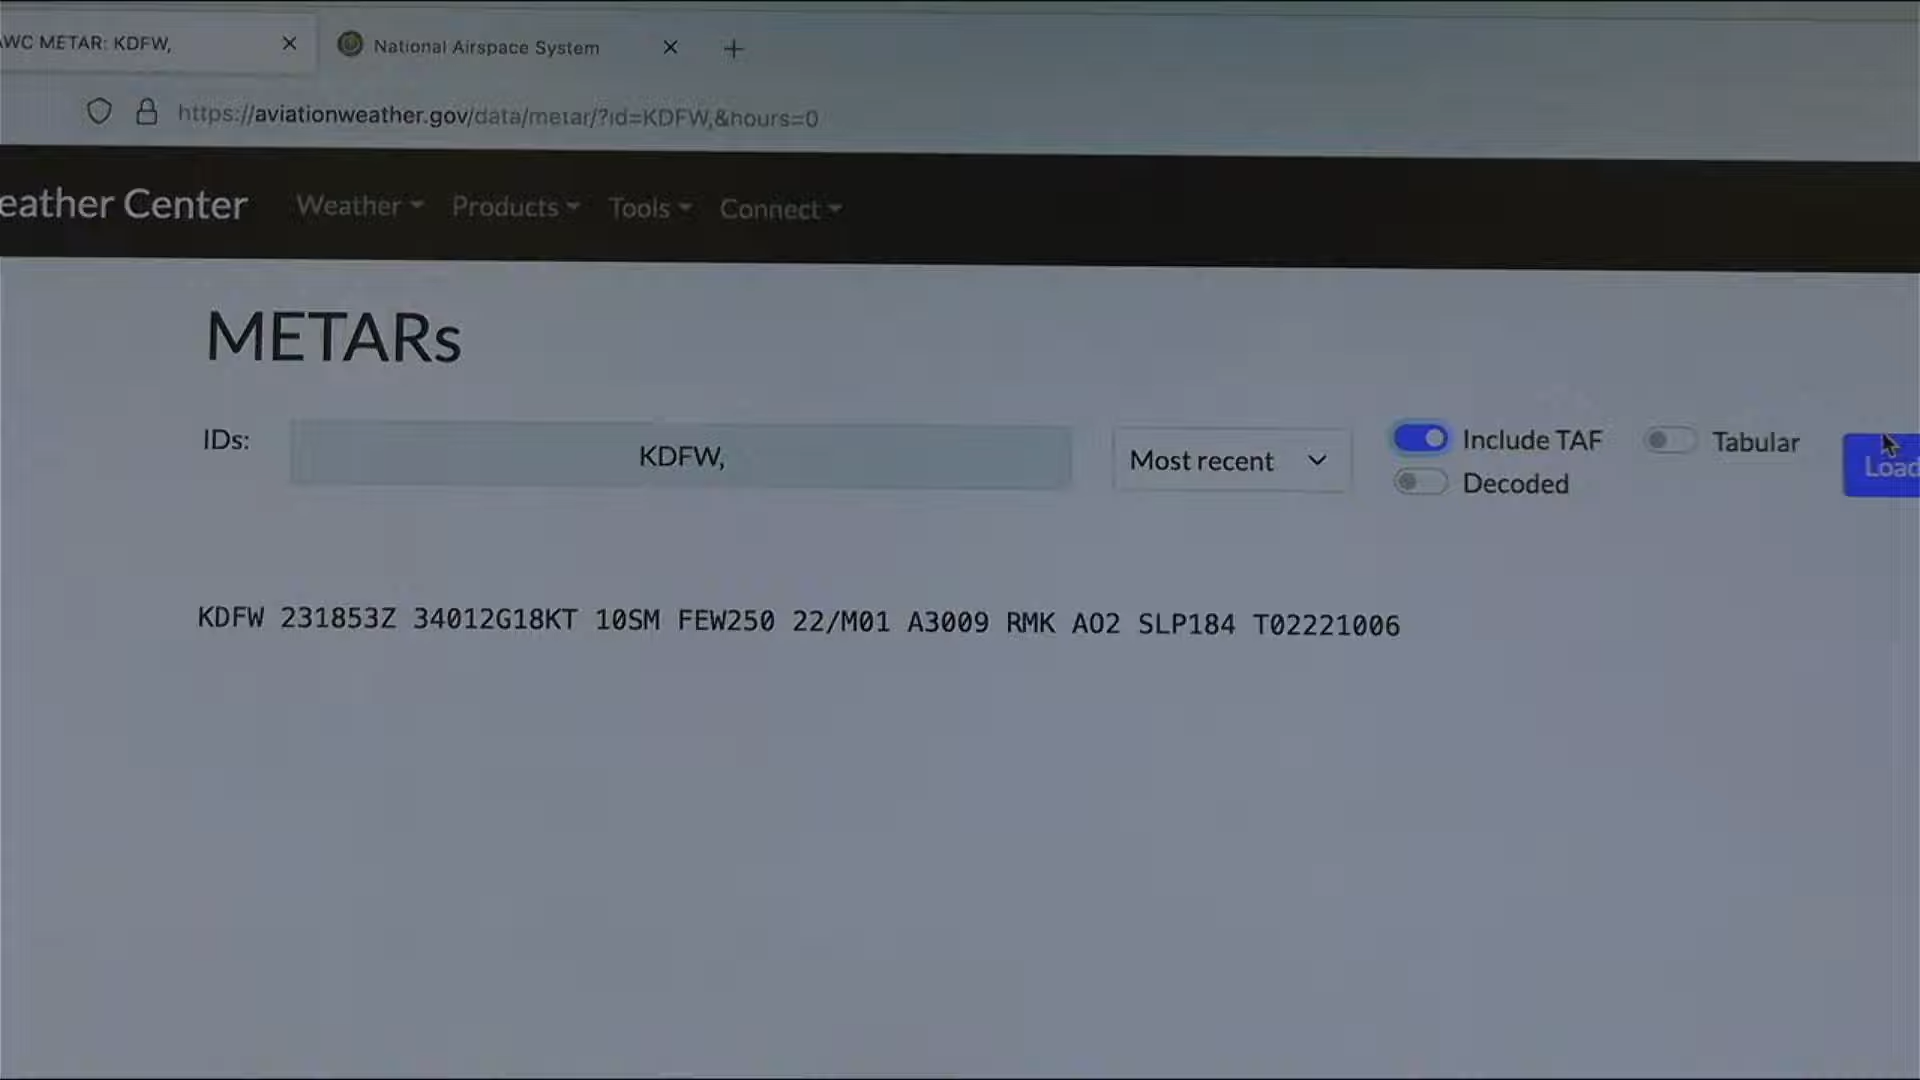 AWC METAR: KDFW,
National Airspace System
https://aviationweather.gov/data/metar/?id=KDFW,&hours=0
eather Center Weather Products Tools Connect
METARs
IDs: KDFW, Most recent Include TAF Tabular Load
Decoded
KDFW 231853Z 34012G18KT 10SM FEW250 22/M01 A3009 RMK AO2 SLP184 T02221006